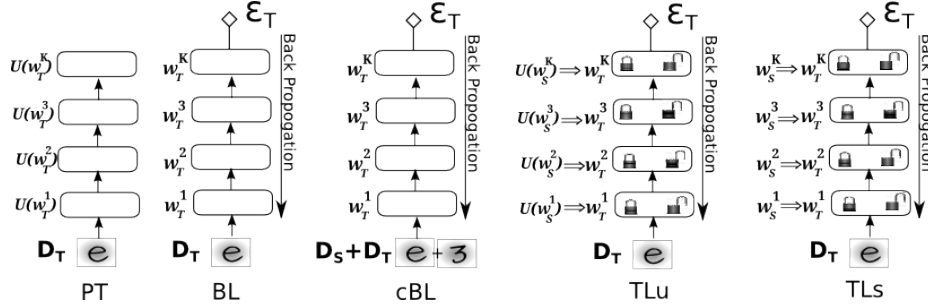 ε_T ε_T ε_T ε_T
U(w_T^K) w_T^K w_T^K U(w_S^K)⇒w_T^K w_S^K⇒w_T^K
U(w_T^3) w_T^3 w_T^3 U(w_S^3)⇒w_T^3 w_S^3⇒w_T^3
U(w_T^2) w_T^2 w_T^2 U(w_S^2)⇒w_T^2 w_S^2⇒w_T^2
U(w_T^1) w_T^1 w_T^1 U(w_S^1)⇒w_T^1 w_S^1⇒w_T^1
Back Propogation
Back Propogation
Back Propogation
Back Propogation
D_T e D_T e D_S+D_T e+3 D_T e D_T e
PT BL cBL TLu TLs